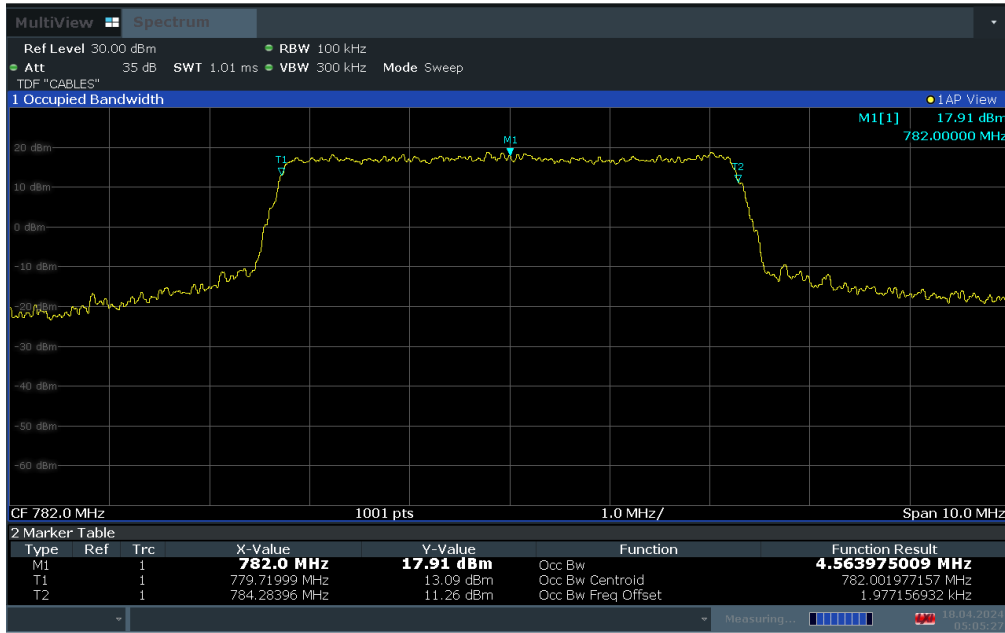 MultiView Spectrum
Ref Level 30.00 dBm RBW 100 kHz
Att 35 dB SWT 1.01 ms VBW 300 kHz Mode Sweep
TDF "CABLES"
1 Occupied Bandwidth 1AP View
M1[1] 17.91 dBm
782.00000 MHz
M1
20 dBm
T1
T2
10 dBm
0 dBm
-10 dBm
-20 dBm
-30 dBm
-40 dBm
-50 dBm
-60 dBm
CF 782.0 MHz 1001 pts 1.0 MHz/ Span 10.0 MHz
2 Marker Table
Type Ref Trc X-Value Y-Value Function Function Result
M1 1 782.0 MHz 17.91 dBm Occ Bw 4.563975009 MHz
T1 1 779.71999 MHz 13.09 dBm Occ Bw Centroid 782.001977157 MHz
T2 1 784.28396 MHz 11.26 dBm Occ Bw Freq Offset 1.977156932 kHz
Measuring... LXI 18.04.2024
05:05:27